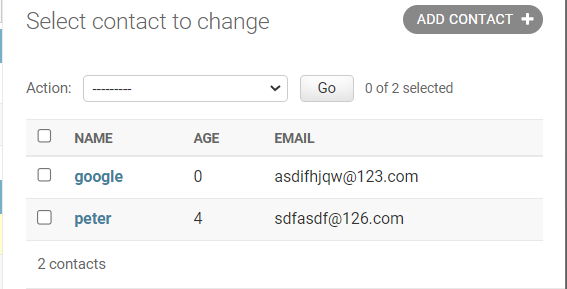 Select contact to change
ADD CONTACT +
Action: --------- Go 0 of 2 selected
NAME AGE EMAIL
google 0 asdifhjqw@123.com
peter 4 sdfasdf@126.com
2 contacts